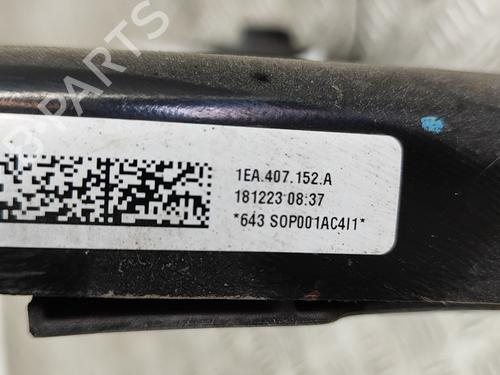 B-PARTS
1EA.407.152.A
181223 08:37
*643 SOP001AC4I1*